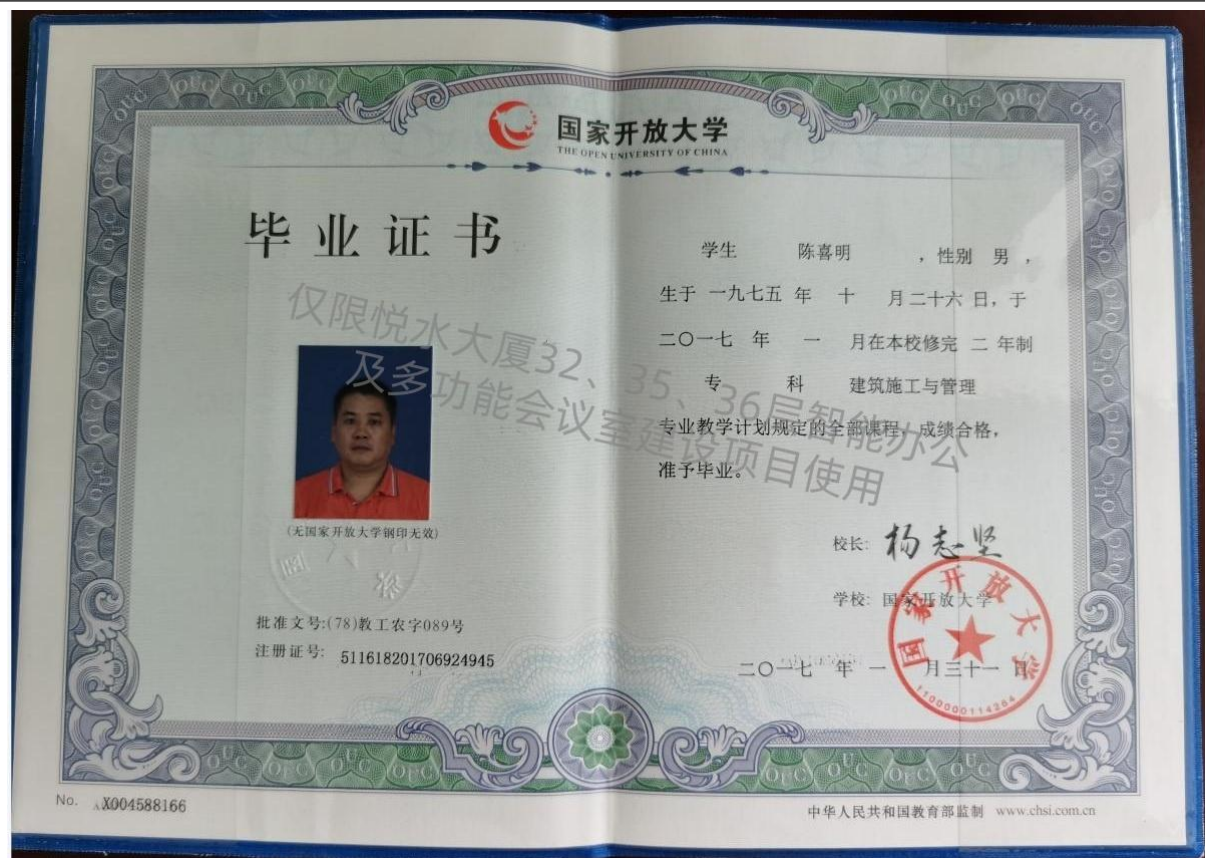 国家开放大学
THE OPEN UNIVERSITY OF CHINA
毕业证书
学生 陈喜明 ，性别 男 ，
生于 一九七五 年 十 月二十六 日，于
二〇一七 年 一 月在本校修完 二 年制
专 科 建筑施工与管理
专业教学计划规定的全部课程，成绩合格，
准予毕业。
仅限悦水大厦32、35、36层智能办公
及多功能会议室建设项目使用
(无国家开放大学钢印无效)
批准文号:(78)教工农字089号
注册证号: 511618201706924945
校长: 杨志坚
学校: 国家开放大学
二〇一七 年 一 月三十一 日
国家开放大学
1100000114264
No. X004588166
中华人民共和国教育部监制 www.chsi.com.cn